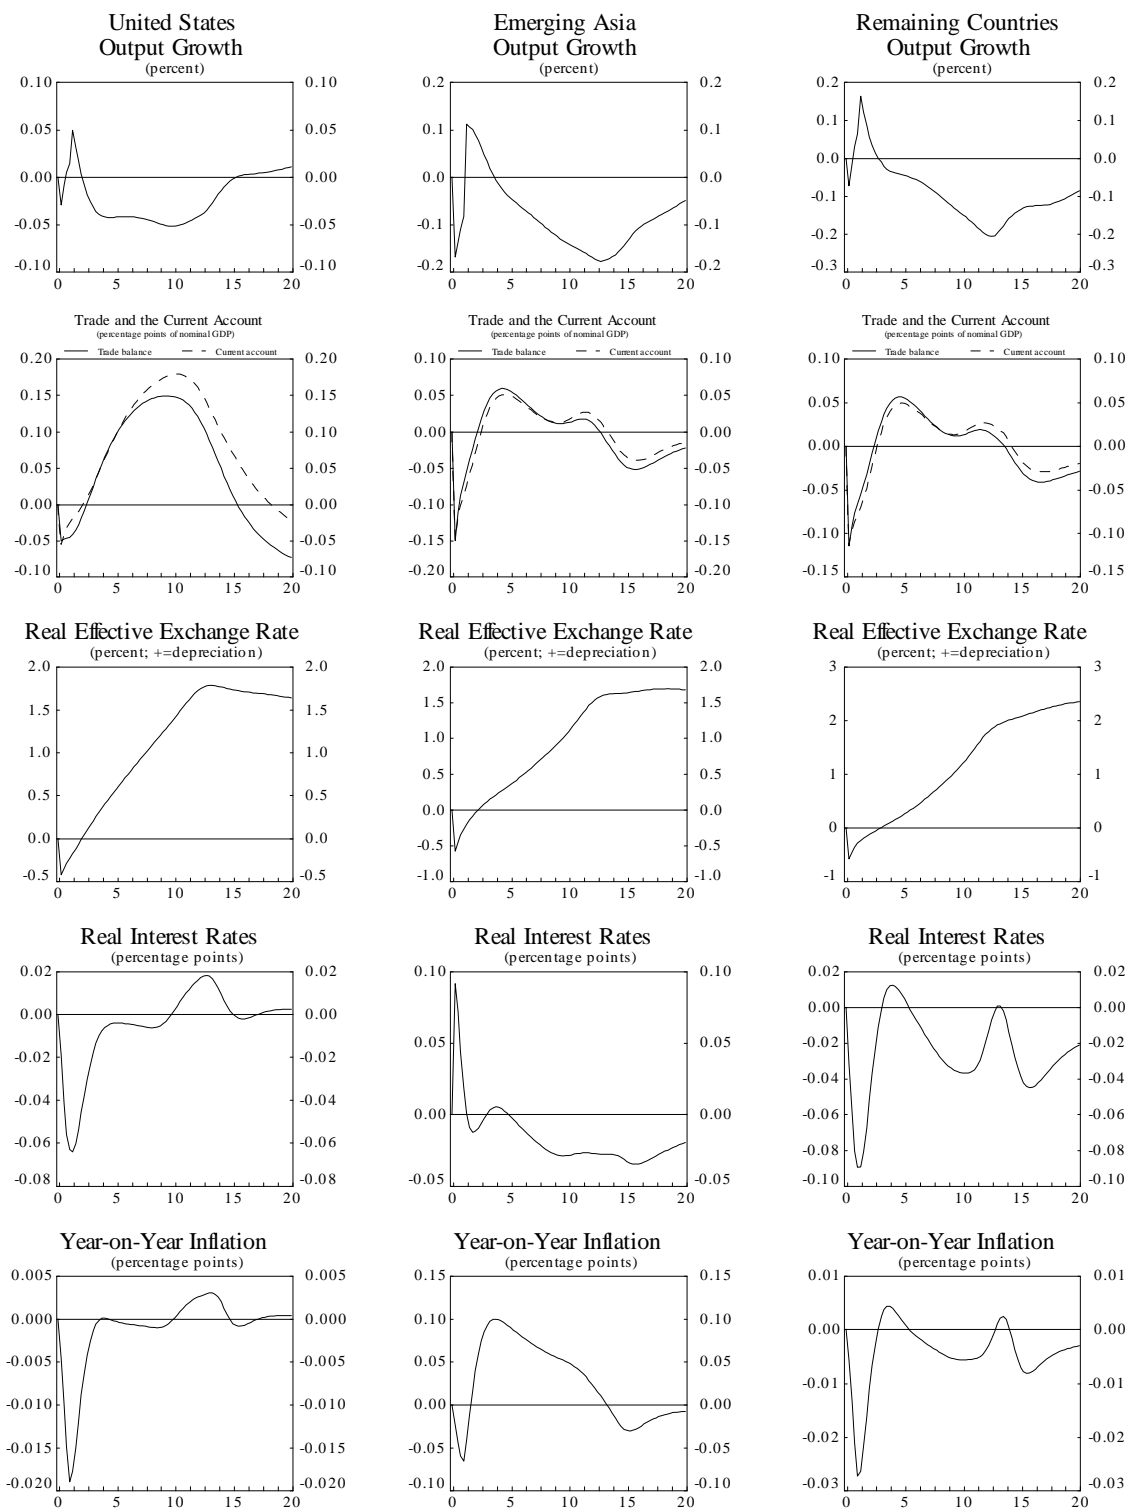 United States
Output Growth
(percent)
0.10 0.10
0.05 0.05
0.00 0.00
-0.05 -0.05
-0.10 -0.10
0 5 10 15 20
Emerging Asia
Output Growth
(percent)
0.2 0.2
0.1 0.1
0.0 0.0
-0.1 -0.1
-0.2 -0.2
0 5 10 15 20
Remaining Countries
Output Growth
(percent)
0.2 0.2
0.1 0.1
0.0 0.0
-0.1 -0.1
-0.2 -0.2
-0.3 -0.3
0 5 10 15 20
Trade and the Current Account
(percentage points of nominal GDP)
Trade balance Current account
0.20 0.20
0.15 0.15
0.10 0.10
0.05 0.05
0.00 0.00
-0.05 -0.05
-0.10 -0.10
0 5 10 15 20
Trade and the Current Account
(percentage points of nominal GDP)
Trade balance Current account
0.10 0.10
0.05 0.05
0.00 0.00
-0.05 -0.05
-0.10 -0.10
-0.15 -0.15
-0.20 -0.20
0 5 10 15 20
Trade and the Current Account
(percentage points of nominal GDP)
Trade balance Current account
0.10 0.10
0.05 0.05
0.00 0.00
-0.05 -0.05
-0.10 -0.10
-0.15 -0.15
0 5 10 15 20
Real Effective Exchange Rate
(percent; +=depreciation)
2.0 2.0
1.5 1.5
1.0 1.0
0.5 0.5
0.0 0.0
-0.5 -0.5
0 5 10 15 20
Real Effective Exchange Rate
(percent; +=depreciation)
2.0 2.0
1.5 1.5
1.0 1.0
0.5 0.5
0.0 0.0
-0.5 -0.5
-1.0 -1.0
0 5 10 15 20
Real Effective Exchange Rate
(percent; +=depreciation)
3 3
2 2
1 1
0 0
-1 -1
0 5 10 15 20
Real Interest Rates
(percentage points)
0.02 0.02
0.00 0.00
-0.02 -0.02
-0.04 -0.04
-0.06 -0.06
-0.08 -0.08
0 5 10 15 20
Real Interest Rates
(percentage points)
0.10 0.10
0.05 0.05
0.00 0.00
-0.05 -0.05
0 5 10 15 20
Real Interest Rates
(percentage points)
0.02 0.02
0.00 0.00
-0.02 -0.02
-0.04 -0.04
-0.06 -0.06
-0.08 -0.08
-0.10 -0.10
0 5 10 15 20
Year-on-Year Inflation
(percentage points)
0.005 0.005
0.000 0.000
-0.005 -0.005
-0.010 -0.010
-0.015 -0.015
-0.020 -0.020
0 5 10 15 20
Year-on-Year Inflation
(percentage points)
0.15 0.15
0.10 0.10
0.05 0.05
0.00 0.00
-0.05 -0.05
-0.10 -0.10
0 5 10 15 20
Year-on-Year Inflation
(percentage points)
0.01 0.01
0.00 0.00
-0.01 -0.01
-0.02 -0.02
-0.03 -0.03
0 5 10 15 20